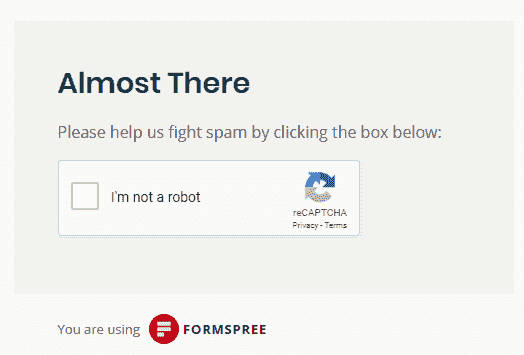 Almost There
Please help us fight spam by clicking the box below:
I'm not a robot
reCAPTCHA
Privacy - Terms
You are using FORMSPREE